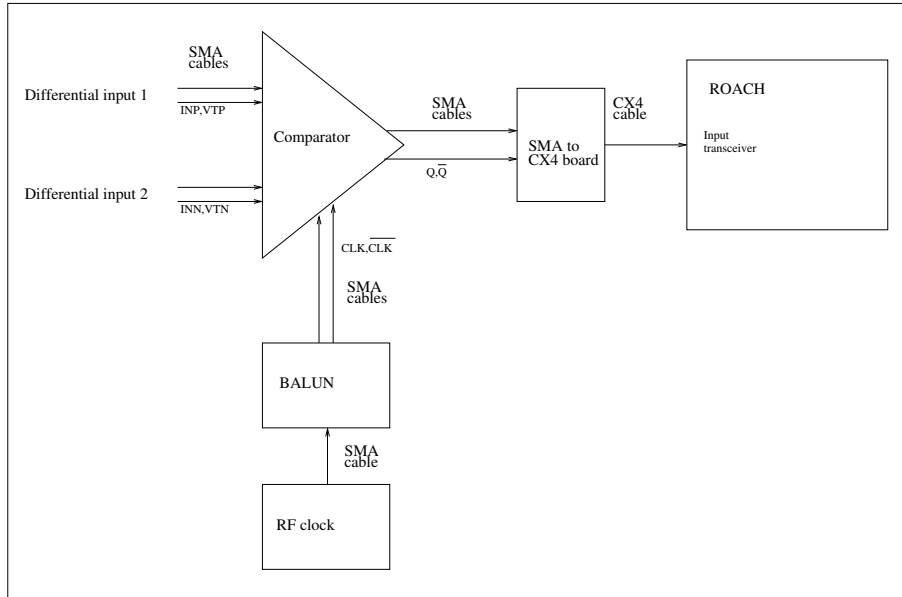 SMA
cables
Differential input 1
INP,VTP
Comparator
Differential input 2
INN,VTN
SMA
cables
Q,Q̅
SMA to
CX4 board
CX4
cable
ROACH
Input
transceiver
CLK,C̅L̅K̅
SMA
cables
BALUN
SMA
cable
RF clock